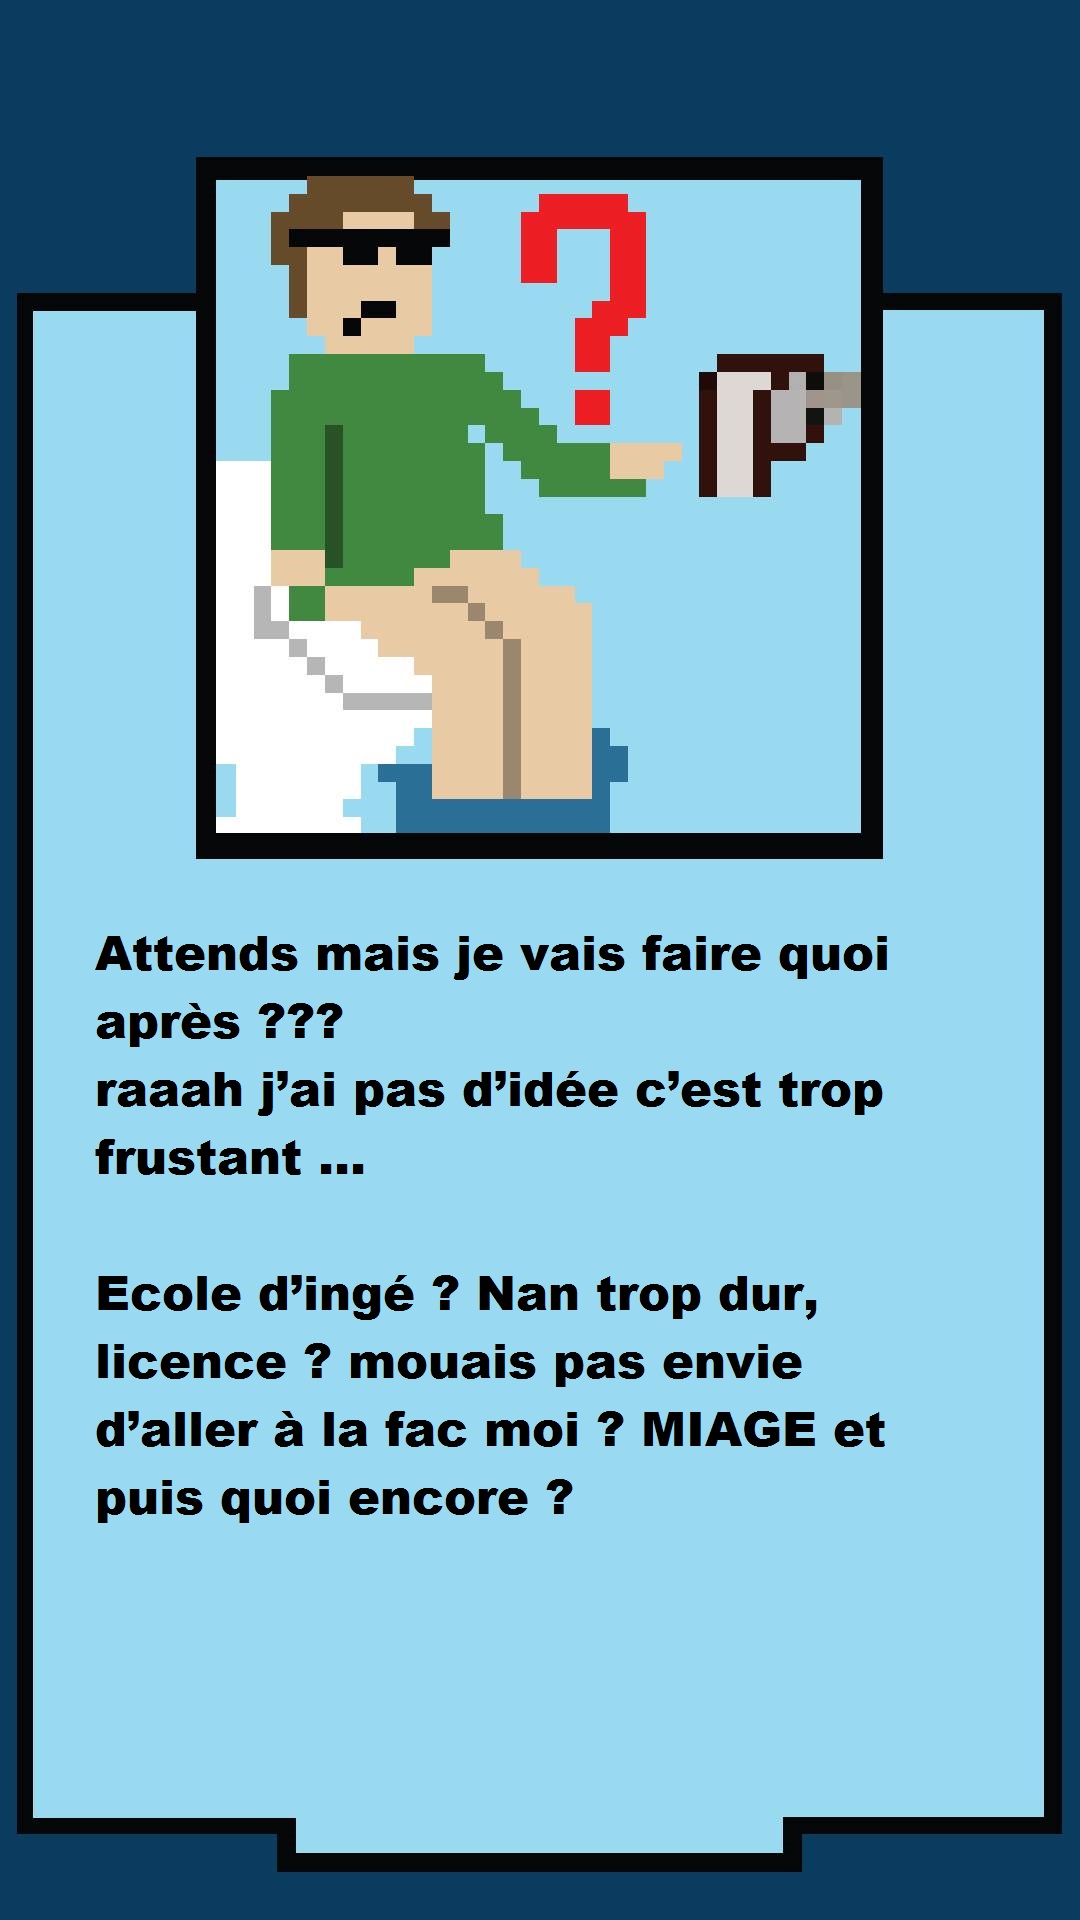 Attends mais je vais faire quoi
après ???
raaah j’ai pas d’idée c’est trop
frustant ...
Ecole d’ingé ? Nan trop dur,
licence ? mouais pas envie
d’aller à la fac moi ? MIAGE et
puis quoi encore ?